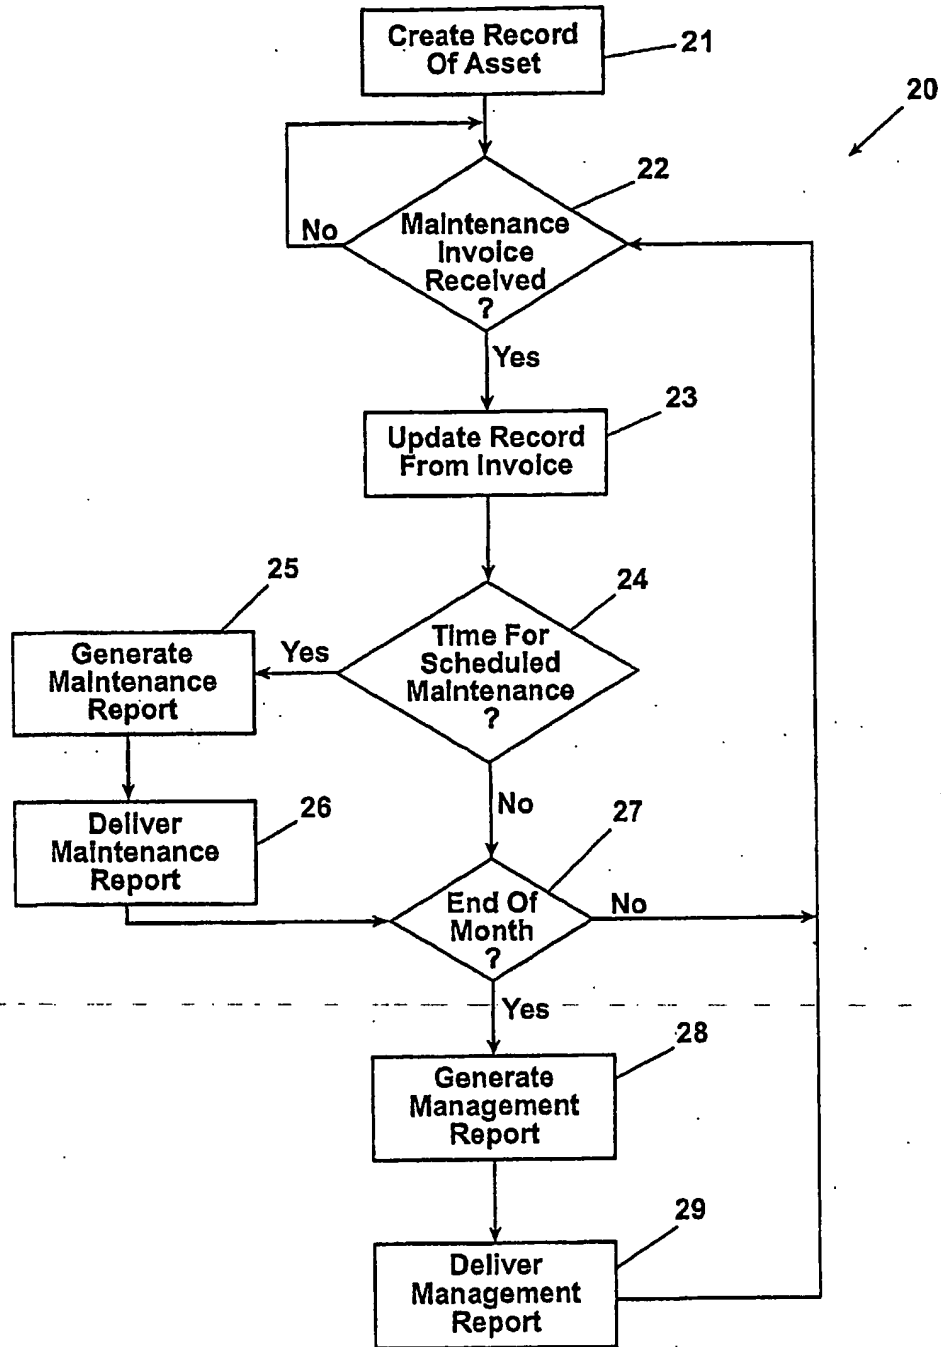 Create Record
Of Asset
21
20
22
Maintenance
Invoice
Received
?
No
Yes
23
Update Record
From Invoice
25
24
Generate
Maintenance
Report
Yes
Time For
Scheduled
Maintenance
?
No
26
Deliver
Maintenance
Report
27
End Of
Month
?
No
Yes
28
Generate
Management
Report
29
Deliver
Management
Report